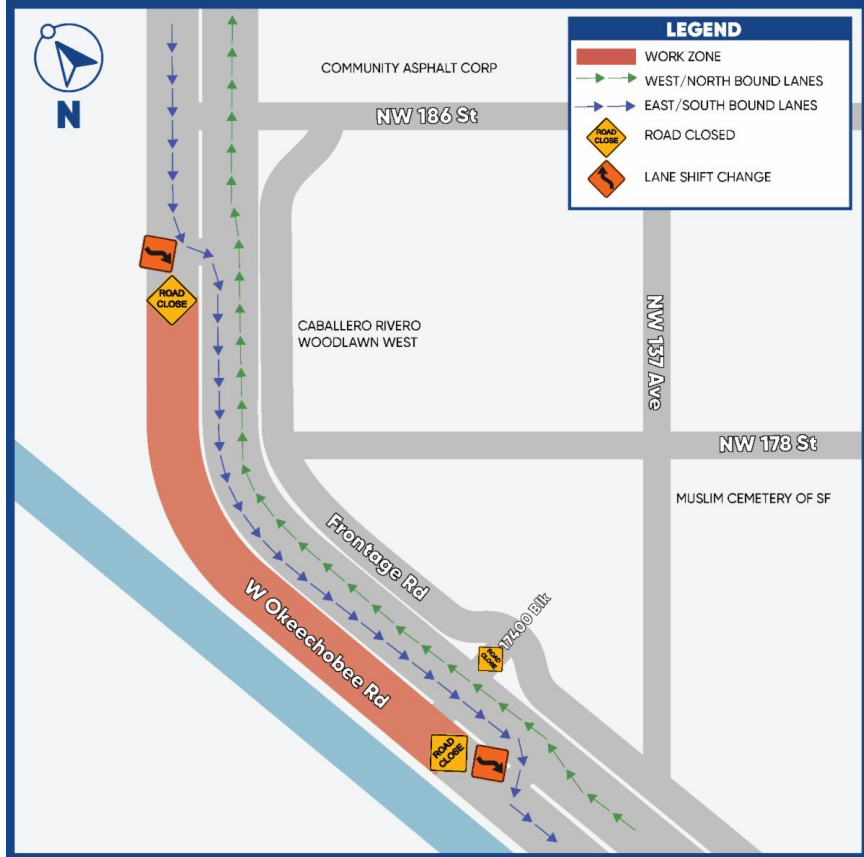 N
COMMUNITY ASPHALT CORP
NW 186 St
LEGEND
WORK ZONE
WEST/NORTH BOUND LANES
EAST/SOUTH BOUND LANES
ROAD
CLOSE
ROAD CLOSED
LANE SHIFT CHANGE
ROAD
CLOSE
CABALLERO RIVERO
WOODLAWN WEST
NW 137 Ave
NW 178 St
MUSLIM CEMETERY OF SF
Frontage Rd
17400 Blk
ROAD
CLOSE
W Okeechobee Rd
ROAD
CLOSE